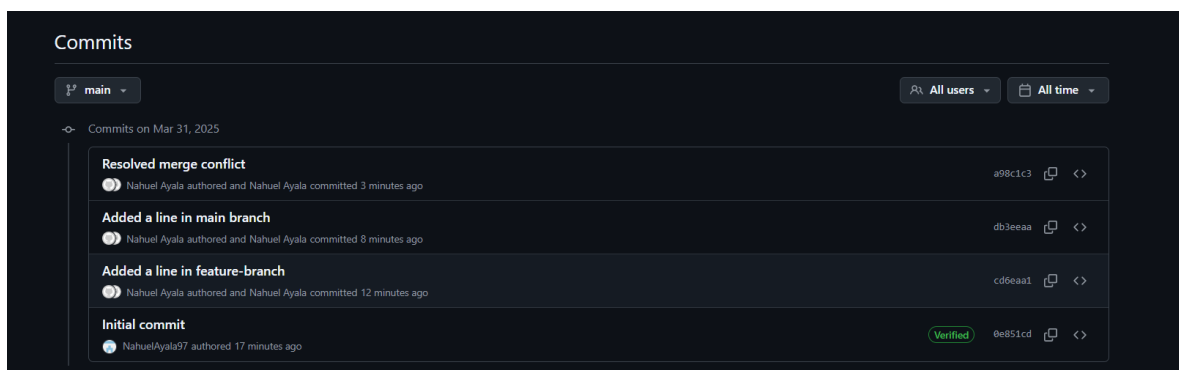 Commits
main
All users
All time
Commits on Mar 31, 2025
Resolved merge conflict
Nahuel Ayala authored and Nahuel Ayala committed 3 minutes ago
a98c1c3
Added a line in main branch
Nahuel Ayala authored and Nahuel Ayala committed 8 minutes ago
db3eeaa
Added a line in feature-branch
Nahuel Ayala authored and Nahuel Ayala committed 12 minutes ago
cd6eaa1
Initial commit
NahuelAyala97 authored 17 minutes ago
Verified
0e851cd